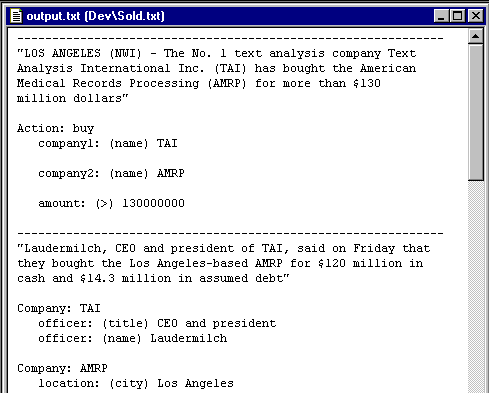 output.txt (Dev\Sold.txt)
------------------------------------------------------------
"LOS ANGELES (NWI) - The No. 1 text analysis company Text
Analysis International Inc. (TAI) has bought the American
Medical Records Processing (AMRP) for more than $130
million dollars"
Action: buy
company1: (name) TAI
company2: (name) AMRP
amount: (>) 130000000
------------------------------------------------------------
"Laudermilch, CEO and president of TAI, said on Friday that
they bought the Los Angeles-based AMRP for $120 million in
cash and $14.3 million in assumed debt"
Company: TAI
officer: (title) CEO and president
officer: (name) Laudermilch
Company: AMRP
location: (city) Los Angeles